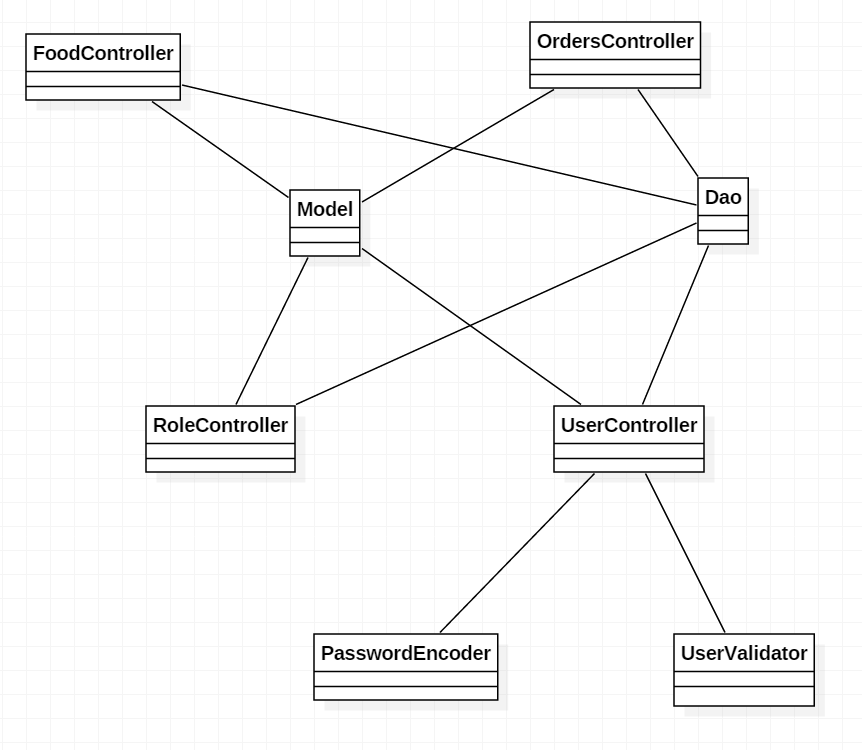 FoodController
OrdersController
Model
Dao
RoleController
UserController
PasswordEncoder
UserValidator